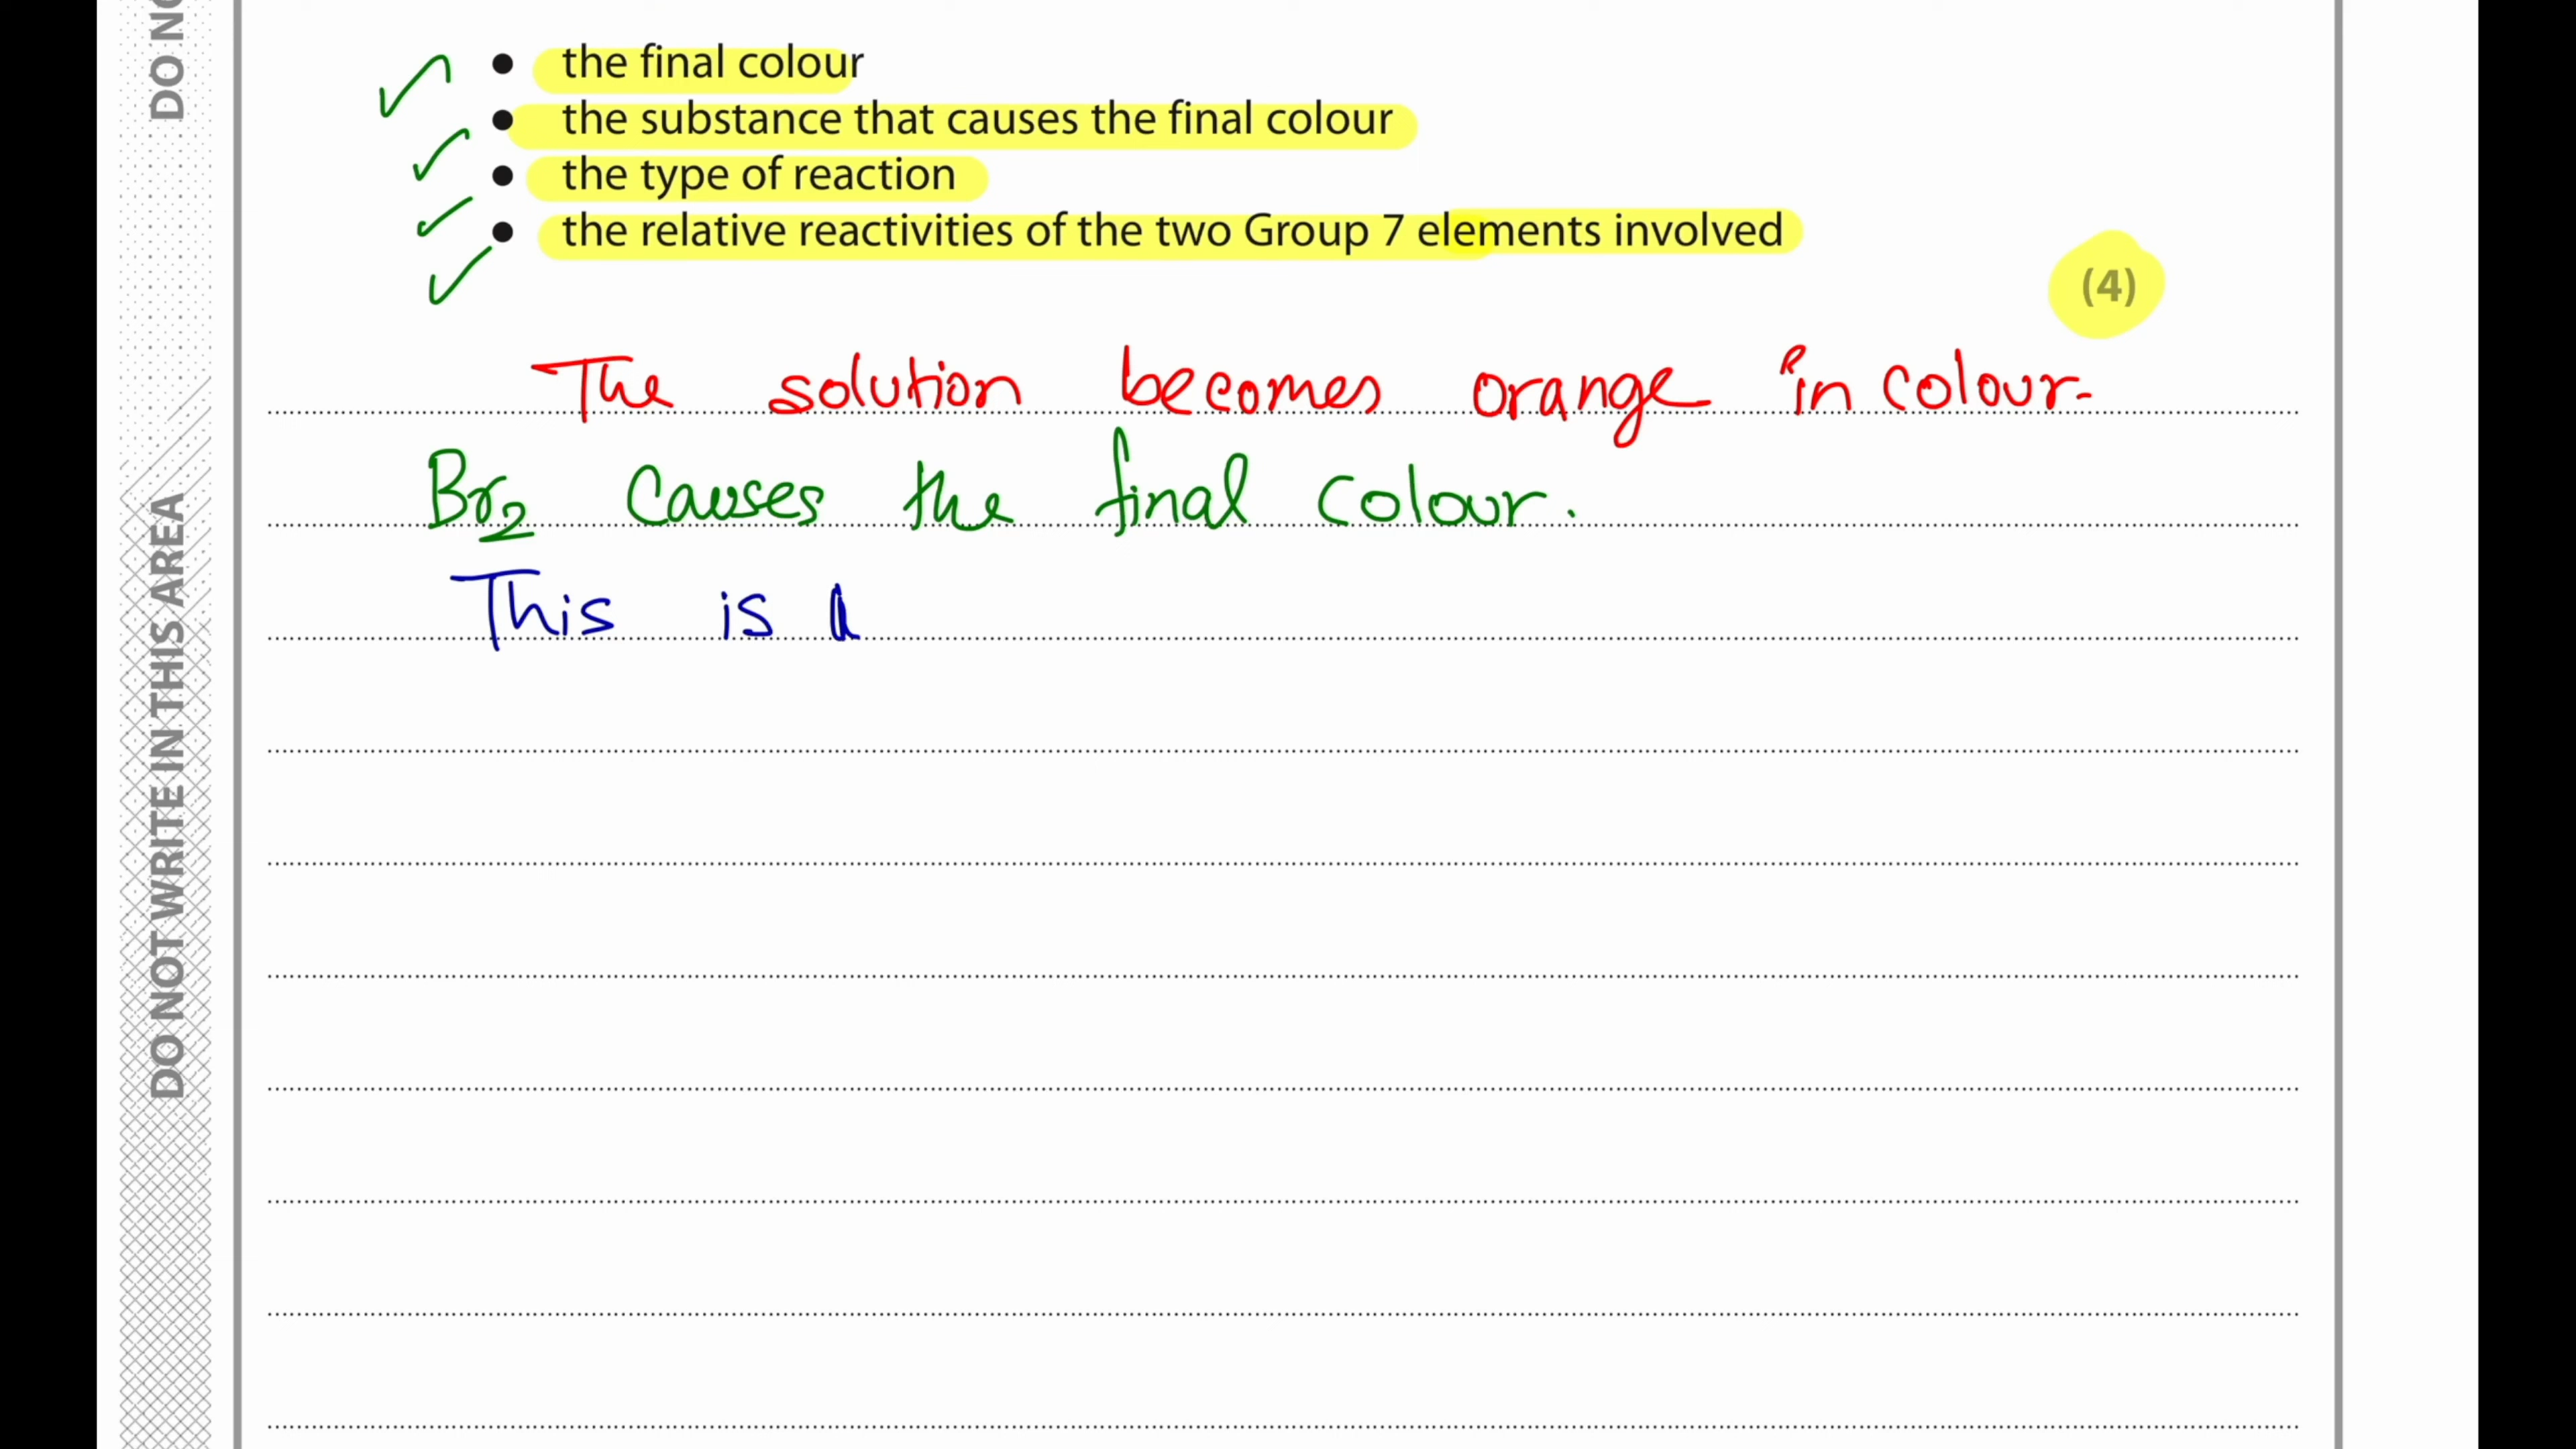 DO NO
• the final colour
• the substance that causes the final colour
• the type of reaction
• the relative reactivities of the two Group 7 elements involved
(4)
The solution becomes orange in colour.
Br₂ causes the final colour.
This is
DO NOT WRITE IN THIS AREA